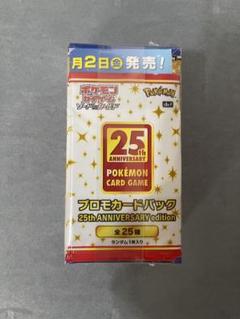 月2日㊎発売！
ポケモン
カードゲーム
ソード&シールド
Pokémon
25th
ANNIVERSARY
POKÉMON
CARD GAME
プロモカードパック
25th ANNIVERSARY edition
全25種
ランダム1枚入り